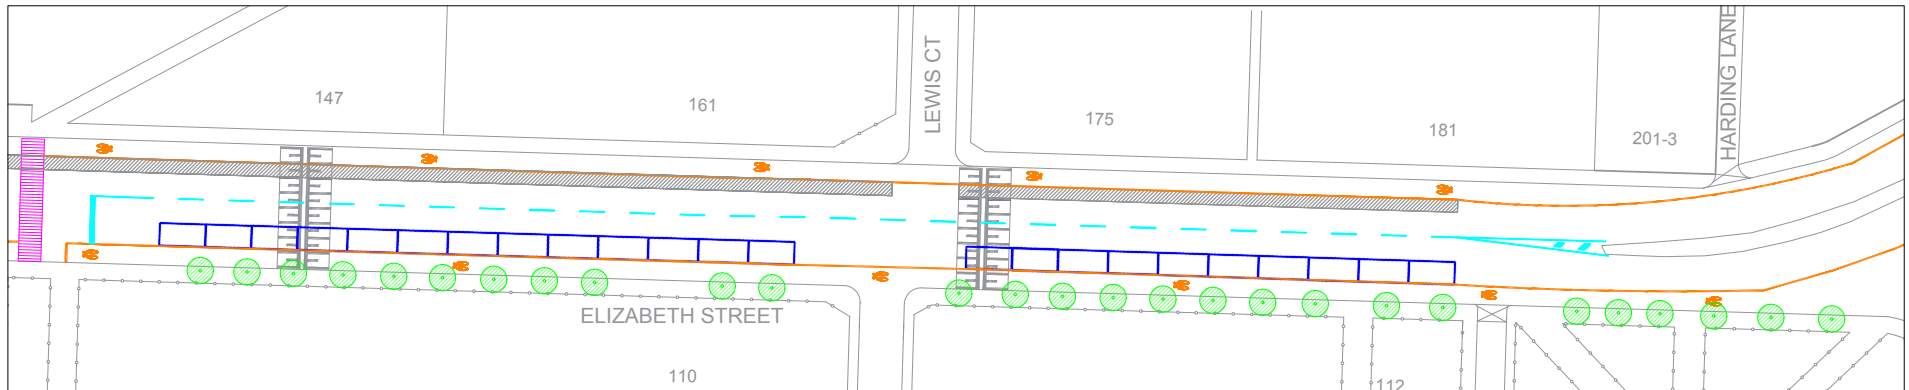 147
161
LEWIS CT
175
181
201-3
HARDING LANE
ELIZABETH STREET
110
112